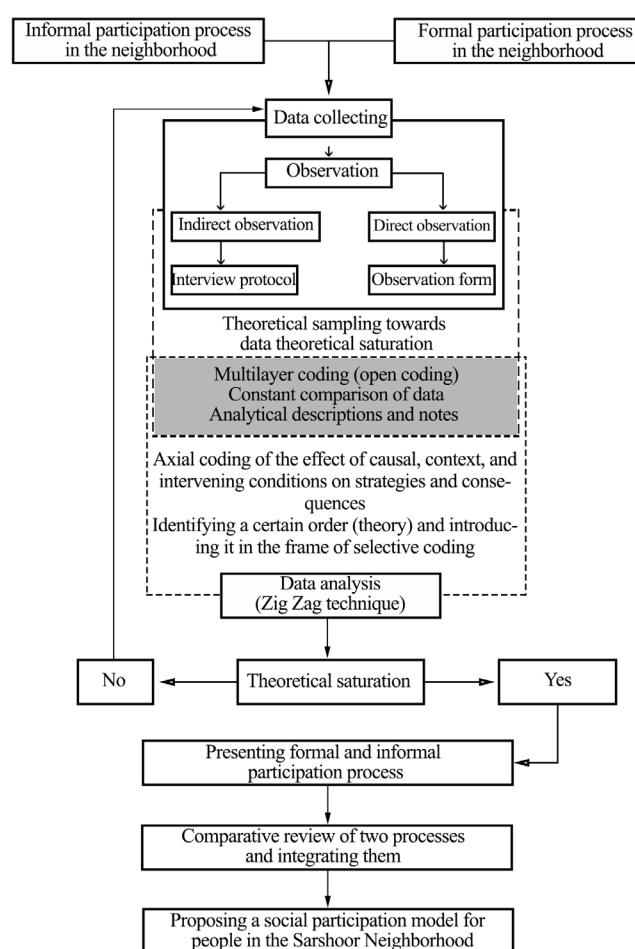 Informal participation process
in the neighborhood
Formal participation process
in the neighborhood
Data collecting
Observation
Indirect observation
Direct observation
Interview protocol
Observation form
Theoretical sampling towards
data theoretical saturation
Multilayer coding (open coding)
Constant comparison of data
Analytical descriptions and notes
Axial coding of the effect of causal, context, and
intervening conditions on strategies and conse-
quences
Identifying a certain order (theory) and introduc-
ing it in the frame of selective coding
Data analysis
(Zig Zag technique)
No
Theoretical saturation
Yes
Presenting formal and informal
participation process
Comparative review of two processes
and integrating them
Proposing a social participation model for
people in the Sarshoor Neighborhood